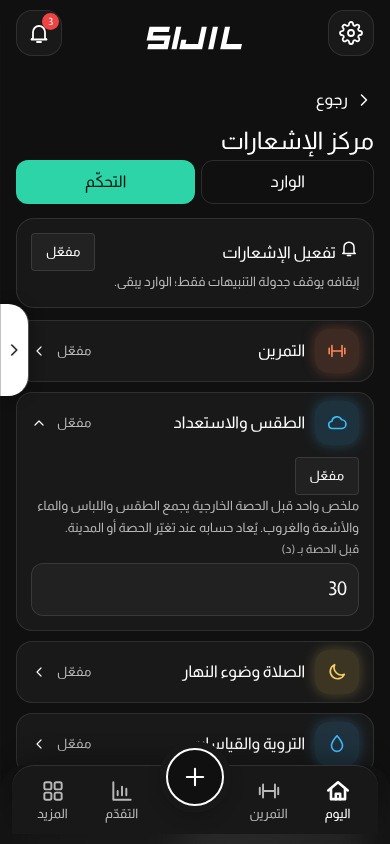 3
SIJIL
رجوع
مركز الإشعارات
الوارد
التحكّم
تفعيل الإشعارات
مفعّل
إيقافه يوقف جدولة التنبيهات فقط؛ الوارد يبقى.
التمرين
مفعّل
الطقس والاستعداد
مفعّل
مفعّل
ملخص واحد قبل الحصة الخارجية يجمع الطقس واللباس والماء
والأشعة والغروب. يُعاد حسابه عند تغيّر الحصة أو المدينة.
قبل الحصة بـ (د)
30
الصلاة وضوء النهار
مفعّل
التروية والقياسات
مفعّل
اليوم
التمرين
التقدّم
المزيد